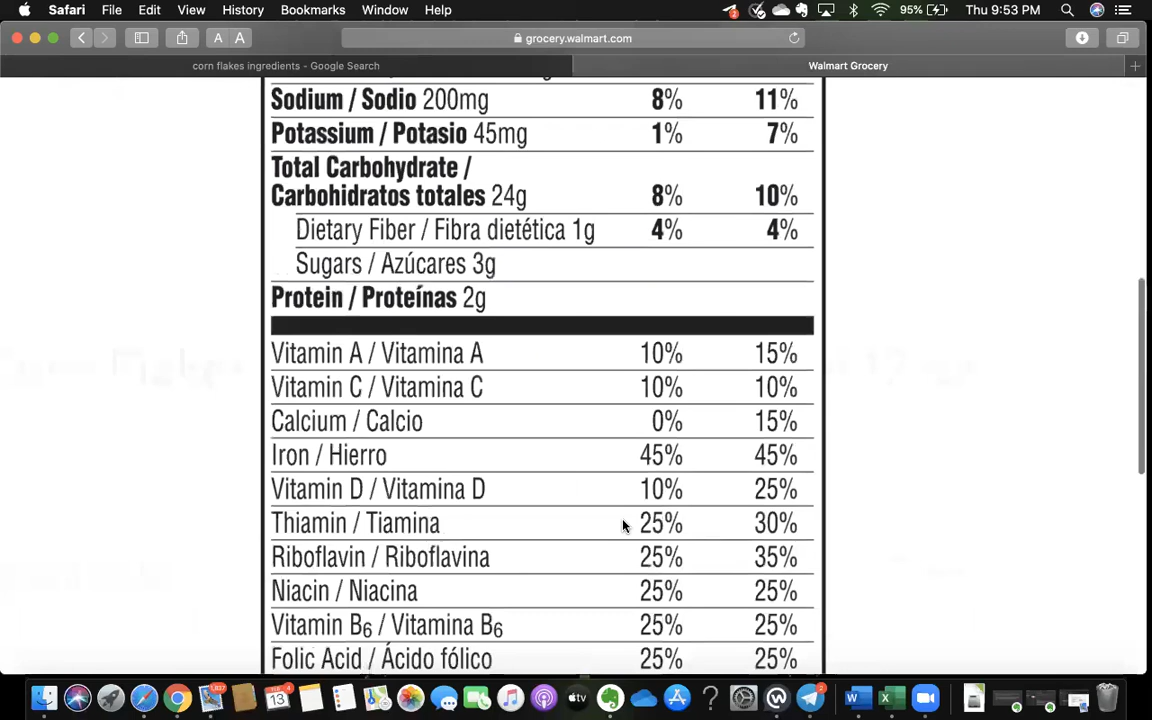 Safari File Edit View History Bookmarks Window Help 95% Thu 9:53 PM
A A grocery.walmart.com
corn flakes ingredients - Google Search Walmart Grocery
Sodium / Sodio 200mg 8% 11%
Potassium / Potasio 45mg 1% 7%
Total Carbohydrate /
Carbohidratos totales 24g 8% 10%
Dietary Fiber / Fibra dietética 1g 4% 4%
Sugars / Azúcares 3g
Protein / Proteínas 2g
Vitamin A / Vitamina A 10% 15%
Vitamin C / Vitamina C 10% 10%
Calcium / Calcio 0% 15%
Iron / Hierro 45% 45%
Vitamin D / Vitamina D 10% 25%
Thiamin / Tiamina 25% 30%
Riboflavin / Riboflavina 25% 35%
Niacin / Niacina 25% 25%
Vitamin B6 / Vitamina B6 25% 25%
Folic Acid / Ácido fólico 25% 25%
13 tv